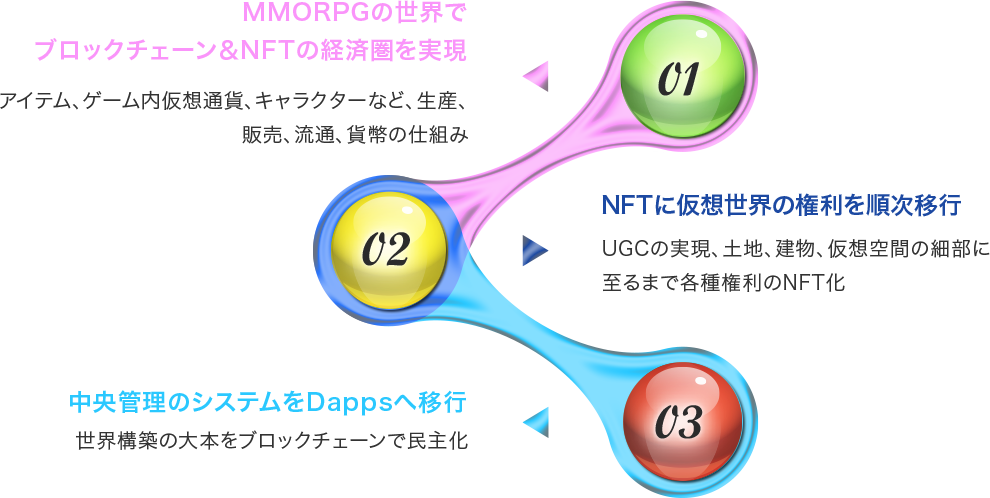 MMORPGの世界で
ブロックチェーン&NFTの経済圏を実現
アイテム、ゲーム内仮想通貨、キャラクターなど、生産、
販売、流通、貨幣の仕組み
01
NFTに仮想世界の権利を順次移行
UGCの実現、土地、建物、仮想空間の細部に
至るまで各種権利のNFT化
02
中央管理のシステムをDappsへ移行
世界構築の大本をブロックチェーンで民主化
03